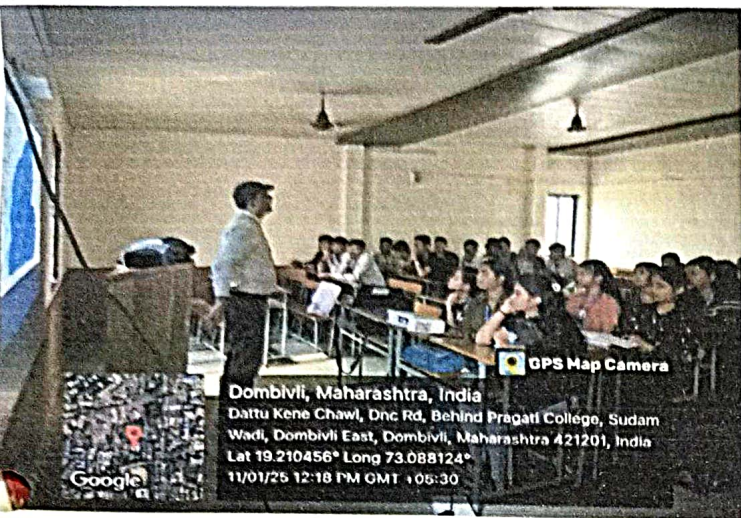 GPS Map Camera
Dombivli, Maharashtra, India
Dattu Kene Chawl, Dnc Rd, Behind Pragati College, Sudam
Wadi, Dombivli East, Dombivli, Maharashtra 421201, India
Lat 19.210456° Long 73.088124°
11/01/25 12:18 PM GMT +05:30
Google